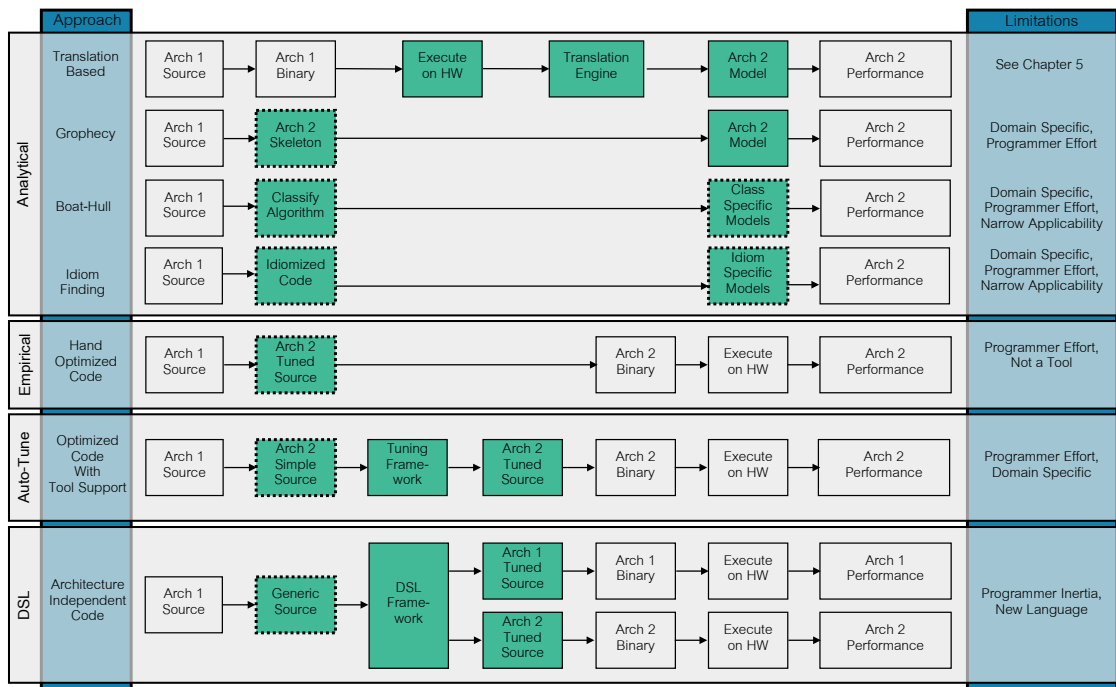 Approach
Limitations
Analytical
Translation
Based
Arch 1
Source
Arch 1
Binary
Execute
on HW
Translation
Engine
Arch 2
Model
Arch 2
Performance
See Chapter 5
Grophecy
Arch 1
Source
Arch 2
Skeleton
Arch 2
Model
Arch 2
Performance
Domain Specific,
Programmer Effort
Boat-Hull
Arch 1
Source
Classify
Algorithm
Class
Specific
Models
Arch 2
Performance
Domain Specific,
Programmer Effort,
Narrow Applicability
Idiom
Finding
Arch 1
Source
Idiomized
Code
Idiom
Specific
Models
Arch 2
Performance
Domain Specific,
Programmer Effort,
Narrow Applicability
Empirical
Hand
Optimized
Code
Arch 1
Source
Arch 2
Tuned
Source
Arch 2
Binary
Execute
on HW
Arch 2
Performance
Programmer Effort,
Not a Tool
Auto-Tune
Optimized
Code
With
Tool Support
Arch 1
Source
Arch 2
Simple
Source
Tuning
Frame-
work
Arch 2
Tuned
Source
Arch 2
Binary
Execute
on HW
Arch 2
Performance
Programmer Effort,
Domain Specific
DSL
Architecture
Independent
Code
Arch 1
Source
Generic
Source
DSL
Frame-
work
Arch 1
Tuned
Source
Arch 1
Binary
Execute
on HW
Arch 1
Performance
Arch 2
Tuned
Source
Arch 2
Binary
Execute
on HW
Arch 2
Performance
Programmer Inertia,
New Language